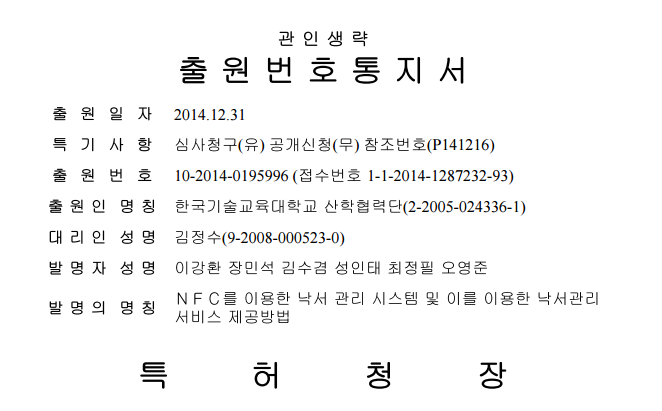 관 인 생 략
출 원 번 호 통 지 서
출 원 일 자 2014.12.31
특 기 사 항 심사청구(유) 공개신청(무) 참조번호(P141216)
출 원 번 호 10-2014-0195996 (접수번호 1-1-2014-1287232-93)
출 원 인 명 칭 한국기술교육대학교 산학협력단(2-2005-024336-1)
대 리 인 성 명 김정수(9-2008-000523-0)
발 명 자 성 명 이강환 장민석 김수겸 성인태 최정필 오영준
발 명 의 명 칭 ＮＦＣ를 이용한 낙서 관리 시스템 및 이를 이용한 낙서관리
서비스 제공방법
특 허 청 장